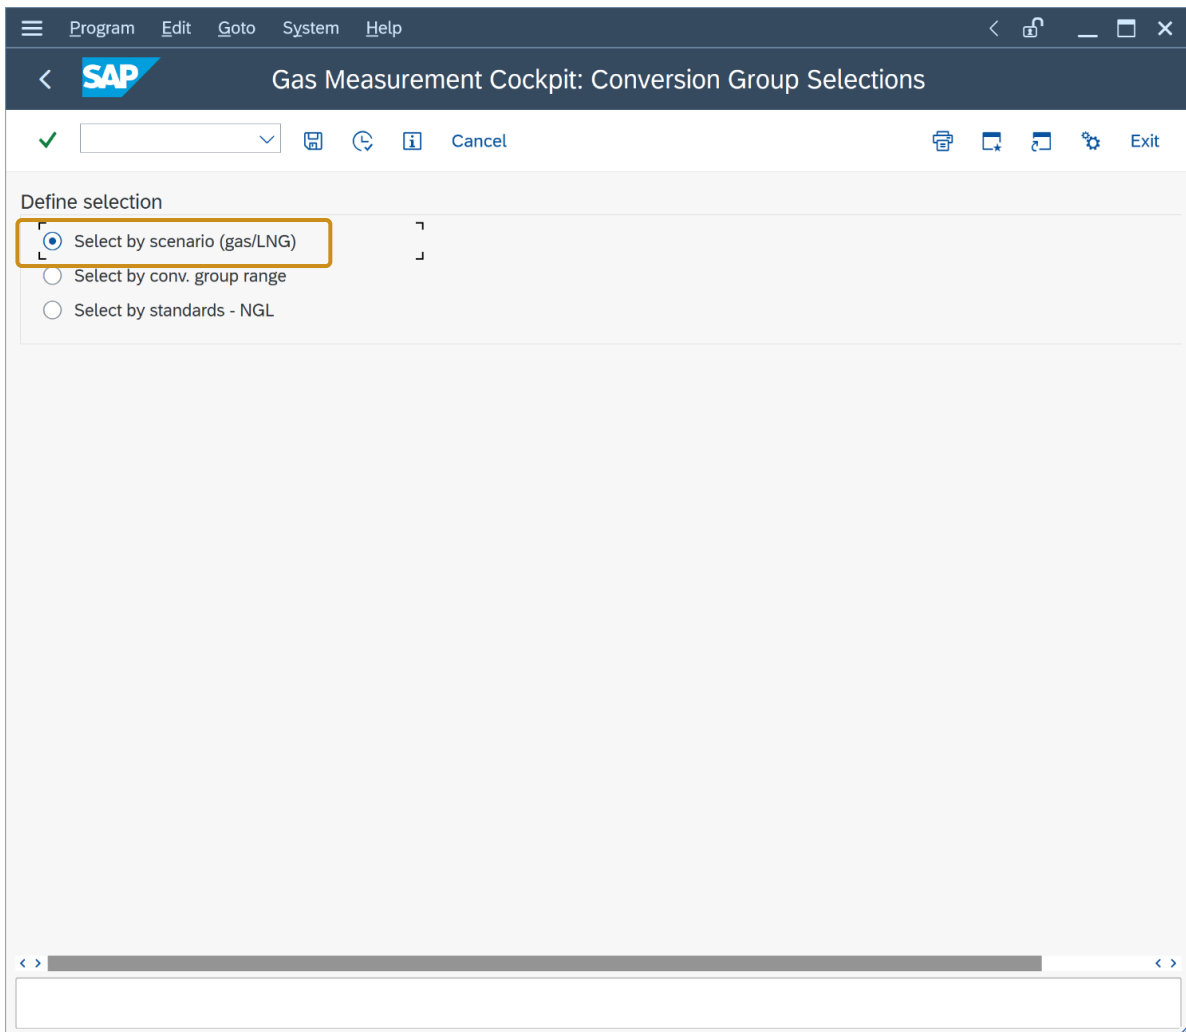 Program Edit Goto System Help
SAP Gas Measurement Cockpit: Conversion Group Selections
Cancel Exit
Define selection
Select by scenario (gas/LNG)
Select by conv. group range
Select by standards - NGL